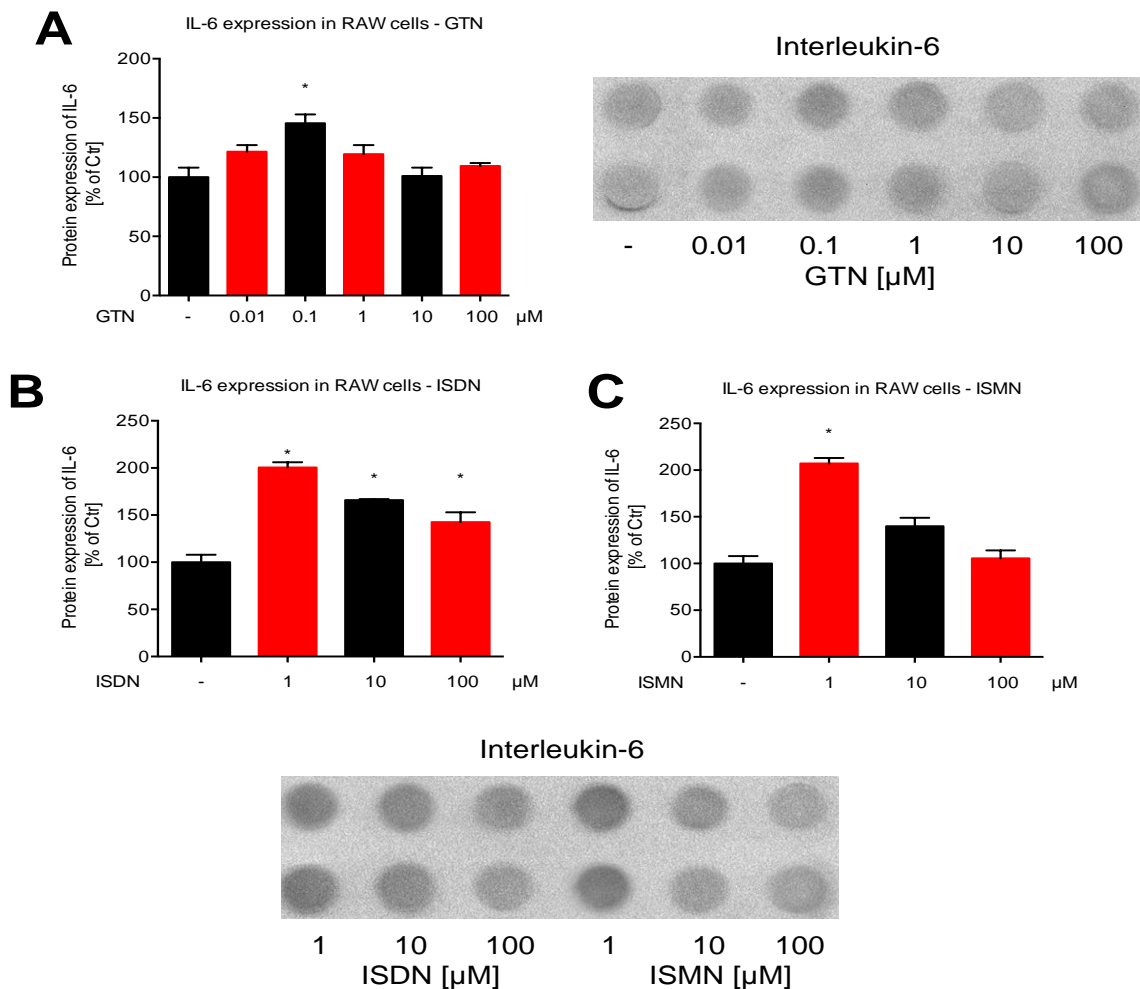 A
IL-6 expression in RAW cells - GTN
Protein expression of IL-6
[% of Ctr]
200
150
100
50
0
*
GTN - 0.01 0.1 1 10 100 µM
Interleukin-6
- 0.01 0.1 1 10 100
GTN [µM]
B
IL-6 expression in RAW cells - ISDN
Protein expression of IL-6
[% of Ctr]
250
200
150
100
50
0
* * *
ISDN - 1 10 100 µM
C
IL-6 expression in RAW cells - ISMN
Protein expression of IL-6
[% of Ctr]
250
200
150
100
50
0
*
ISMN - 1 10 100 µM
Interleukin-6
1 10 100 1 10 100
ISDN [µM] ISMN [µM]